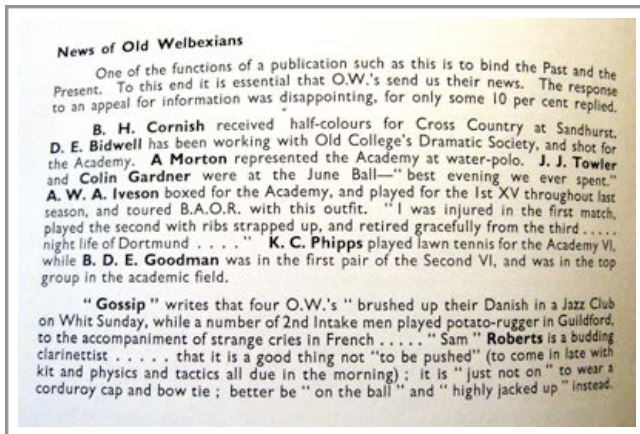 News of Old Welbexians
One of the functions of a publication such as this is to bind the Past and the
Present. To this end it is essential that O.W.'s send us their news. The response
to an appeal for information was disappointing, for only some 10 per cent replied.
B. H. Cornish received half-colours for Cross Country at Sandhurst.
D. E. Bidwell has been working with Old College's Dramatic Society, and shot for
the Academy. A Morton represented the Academy at water-polo. J. J. Towler
and Colin Gardner were at the June Ball—"best evening we ever spent."
A. W. A. Iveson boxed for the Academy, and played for the 1st XV throughout last
season, and toured B.A.O.R. with this outfit. "I was injured in the first match,
played the second with ribs strapped up, and retired gracefully from the third .....
night life of Dortmund . . . ." K. C. Phipps played lawn tennis for the Academy VI,
while B. D. E. Goodman was in the first pair of the Second VI, and was in the top
group in the academic field.
"Gossip" writes that four O.W.'s "brushed up their Danish in a Jazz Club
on Whit Sunday, while a number of 2nd Intake men played potato-rugger in Guildford,
to the accompaniment of strange cries in French ..... "Sam" Roberts is a budding
clarinettist ..... that it is a good thing not "to be pushed" (to come in late with
kit and physics and tactics all due in the morning) ; it is "just not on" to wear a
corduroy cap and bow tie ; better be "on the ball" and "highly jacked up" instead.